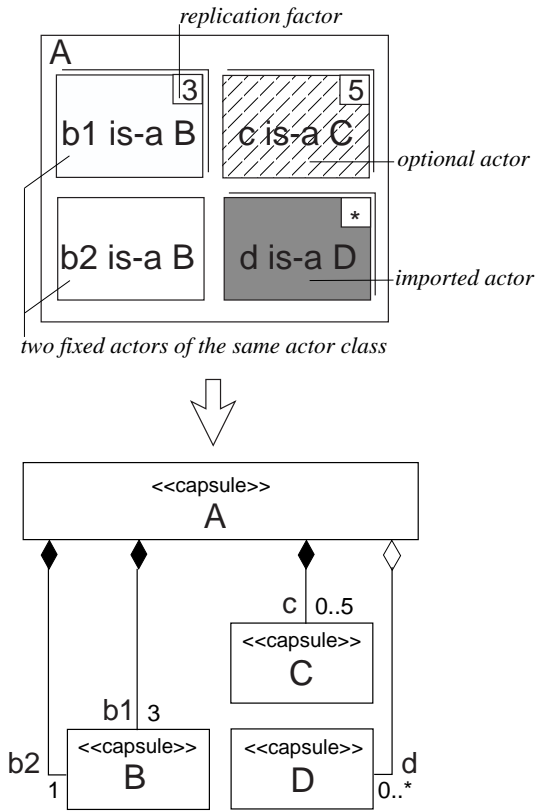 replication factor
A
3
5
b1 is-a B
c is-a C
optional actor
*
b2 is-a B
d is-a D
imported actor
two fixed actors of the same actor class
<<capsule>>
A
c 0..5
<<capsule>>
C
b1 3
b2
1
<<capsule>>
B
<<capsule>>
D
d
0..*